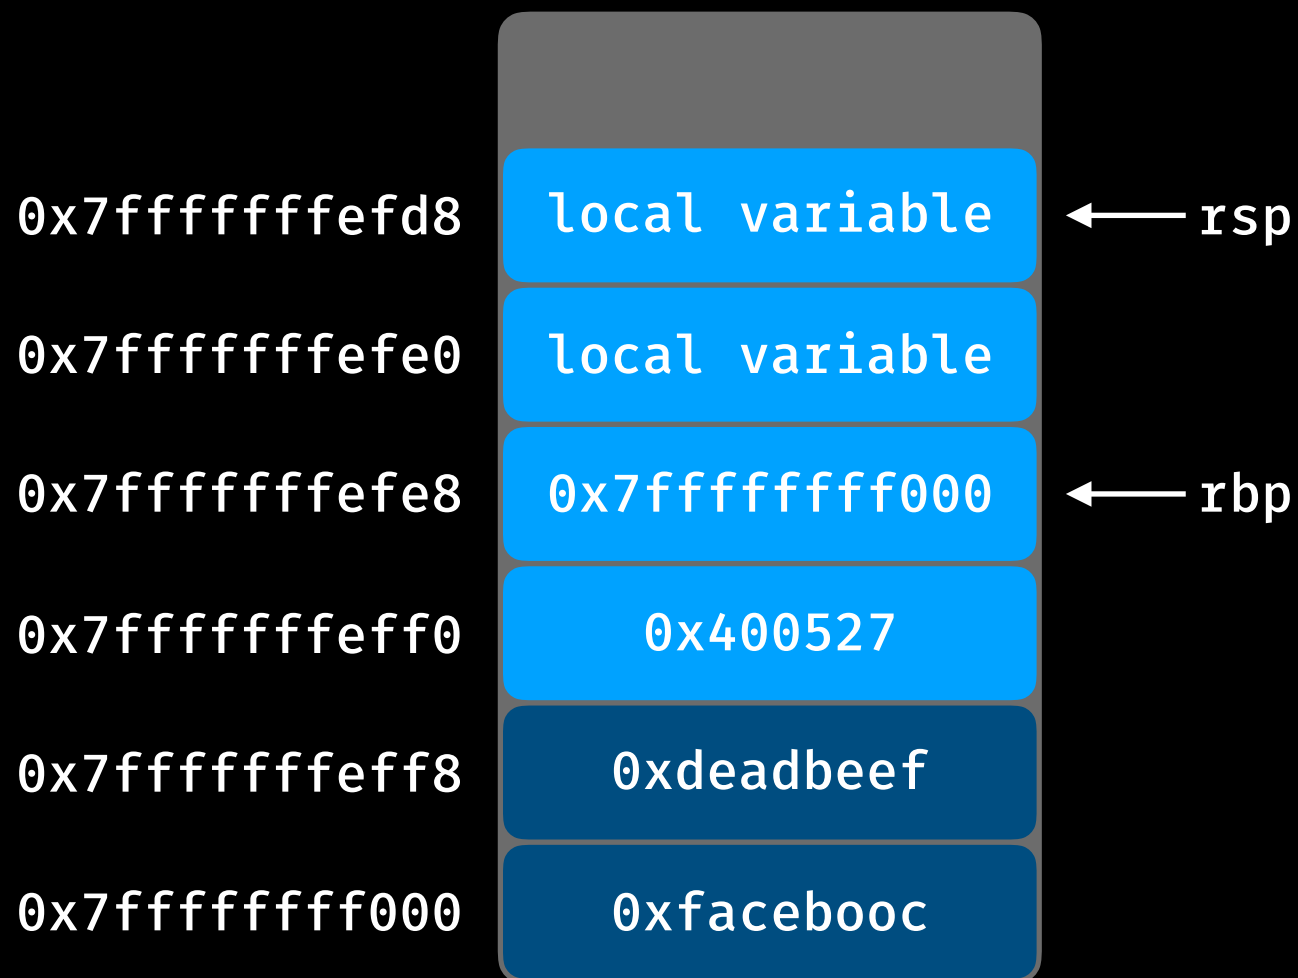 0x7fffffffefd8 local variable rsp
0x7fffffffefe0 local variable
0x7fffffffefe8 0x7ffffffff000 rbp
0x7fffffffeff0 0x400527
0x7fffffffeff8 0xdeadbeef
0x7ffffffff000 0xfacebooc